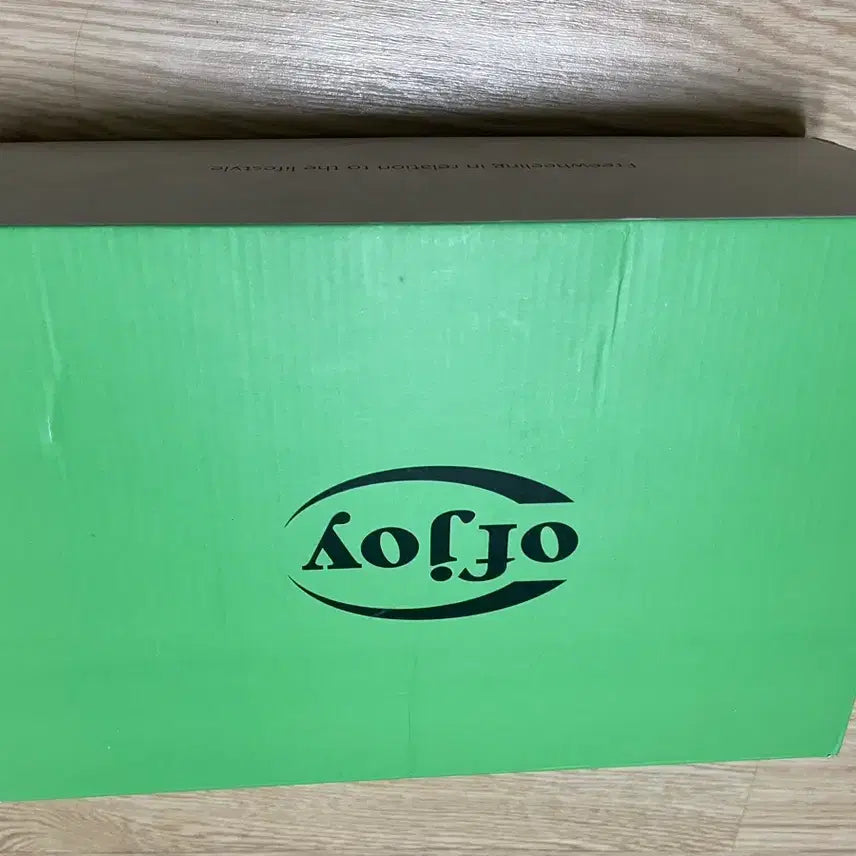 ofjoy
Freewheeling in relation to the lifestyle